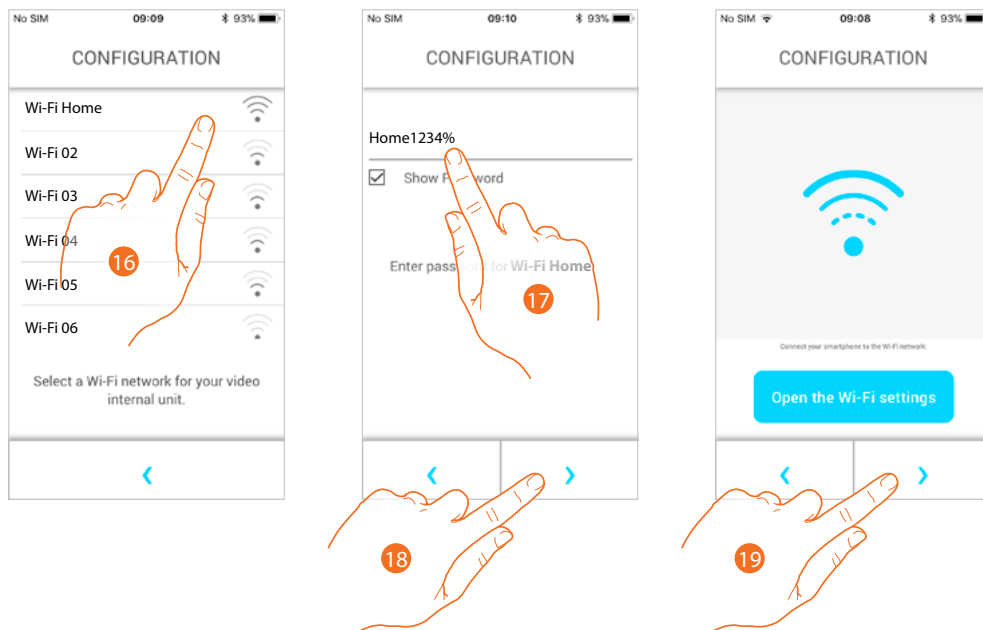 No SIM 09:09 93%
CONFIGURATION
Wi-Fi Home
Wi-Fi 02
Wi-Fi 03
Wi-Fi 04
Wi-Fi 05
Wi-Fi 06
16
Select a Wi-Fi network for your video
internal unit.
No SIM 09:10 93%
CONFIGURATION
Home1234%
Show Password
Enter password for Wi-Fi Home
17
18
No SIM 09:08 93%
CONFIGURATION
Connect your smartphone to the Wi-Fi network.
Open the Wi-Fi settings
19